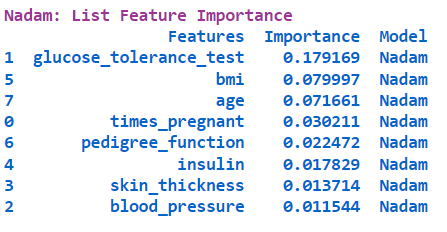 Nadam: List Feature Importance
Features Importance Model
1 glucose_tolerance_test 0.179169 Nadam
5 bmi 0.079997 Nadam
7 age 0.071661 Nadam
0 times_pregnant 0.030211 Nadam
6 pedigree_function 0.022472 Nadam
4 insulin 0.017829 Nadam
3 skin_thickness 0.013714 Nadam
2 blood_pressure 0.011544 Nadam